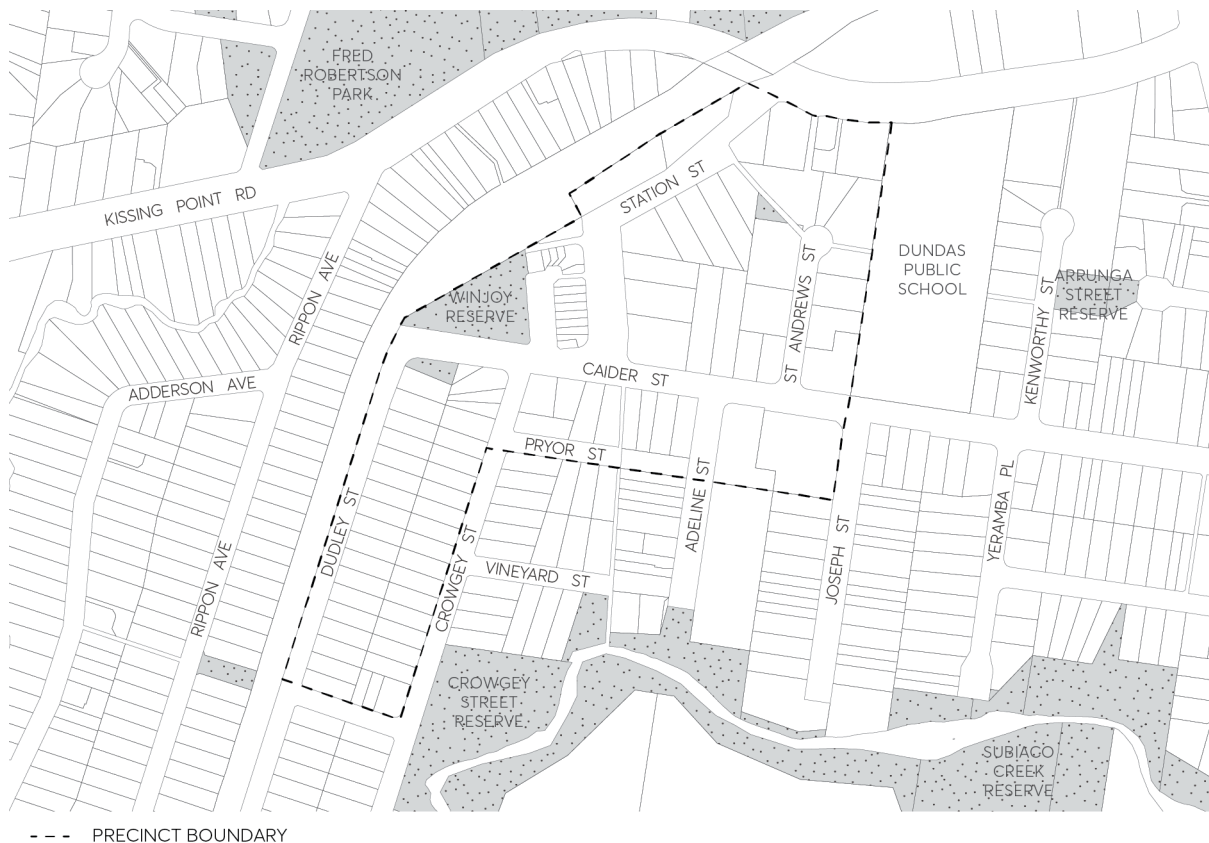 FRED
ROBERTSON
PARK
KISSING POINT RD
STATION ST
RIPPON AVE
DUNDAS
PUBLIC
SCHOOL
ARRUNGA
STREET
RESERVE
WINJOY
RESERVE
ST ANDREWS ST
KENWORTHY ST
ADDERSON AVE
CAIDER ST
PRYOR ST
DUDLEY ST
CROWGEY ST
ADELINE ST
JOSEPH ST
YERAMBA PL
VINEYARD ST
RIPPON AVE
CROWGEY
STREET
RESERVE
SUBIACO
CREEK
RESERVE
PRECINCT BOUNDARY